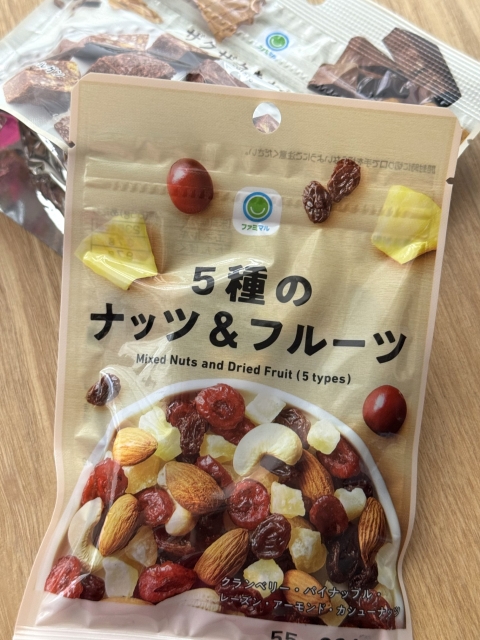 ファミマル
5種の
ナッツ&フルーツ
Mixed Nuts and Dried Fruit (5 types)
クランベリー・パイナップル・
レーズン・アーモンド・カシューナッツ